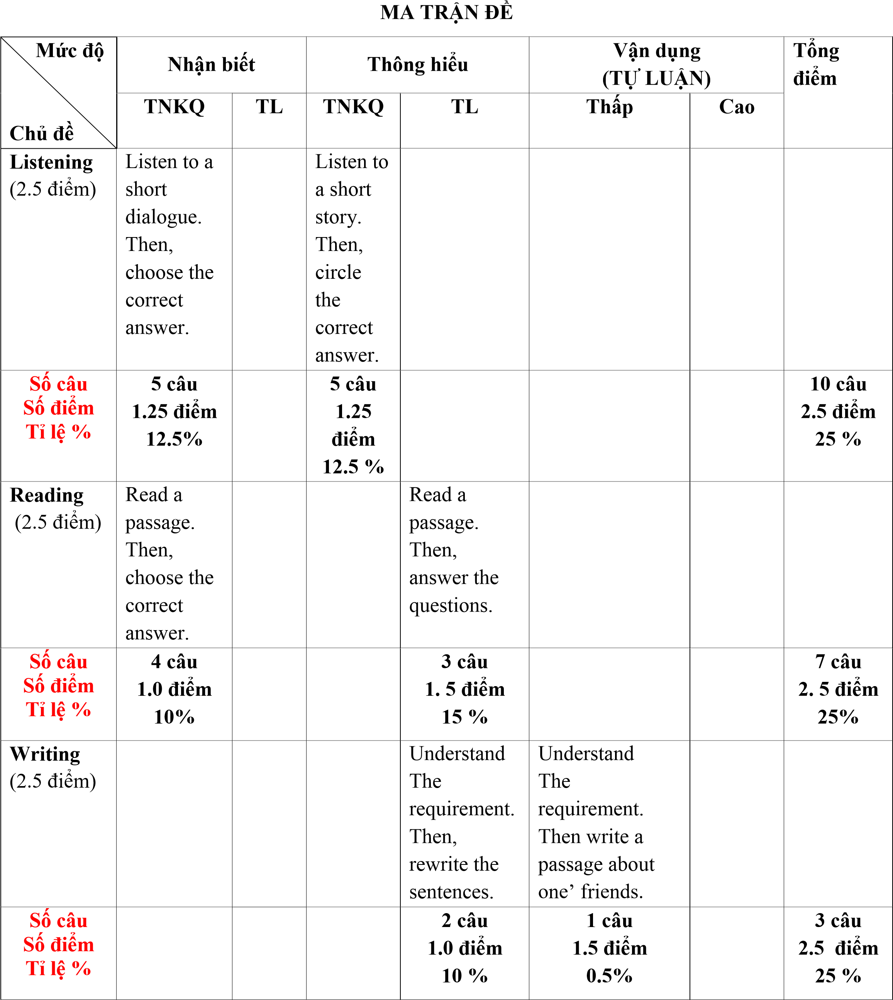 MA TRẬN ĐỀ
Mức độ
Chủ đề
Nhận biết
Thông hiểu
Vận dụng
(TỰ LUẬN)
Tổng
điểm
TNKQ
TL
TNKQ
TL
Thấp
Cao
Listening
(2.5 điểm)
Listen to a
short
dialogue.
Then,
choose the
correct
answer.
Listen to
a short
story.
Then,
circle
the
correct
answer.
Số câu
Số điểm
Tỉ lệ %
5 câu
1.25 điểm
12.5%
5 câu
1.25
điểm
12.5 %
10 câu
2.5 điểm
25 %
Reading
(2.5 điểm)
Read a
passage.
Then,
choose the
correct
answer.
Read a
passage.
Then,
answer the
questions.
Số câu
Số điểm
Tỉ lệ %
4 câu
1.0 điểm
10%
3 câu
1. 5 điểm
15 %
7 câu
2. 5 điểm
25%
Writing
(2.5 điểm)
Understand
The
requirement.
Then,
rewrite the
sentences.
Understand
The
requirement.
Then write a
passage about
one’ friends.
Số câu
Số điểm
Tỉ lệ %
2 câu
1.0 điểm
10 %
1 câu
1.5 điểm
0.5%
3 câu
2.5 điểm
25 %